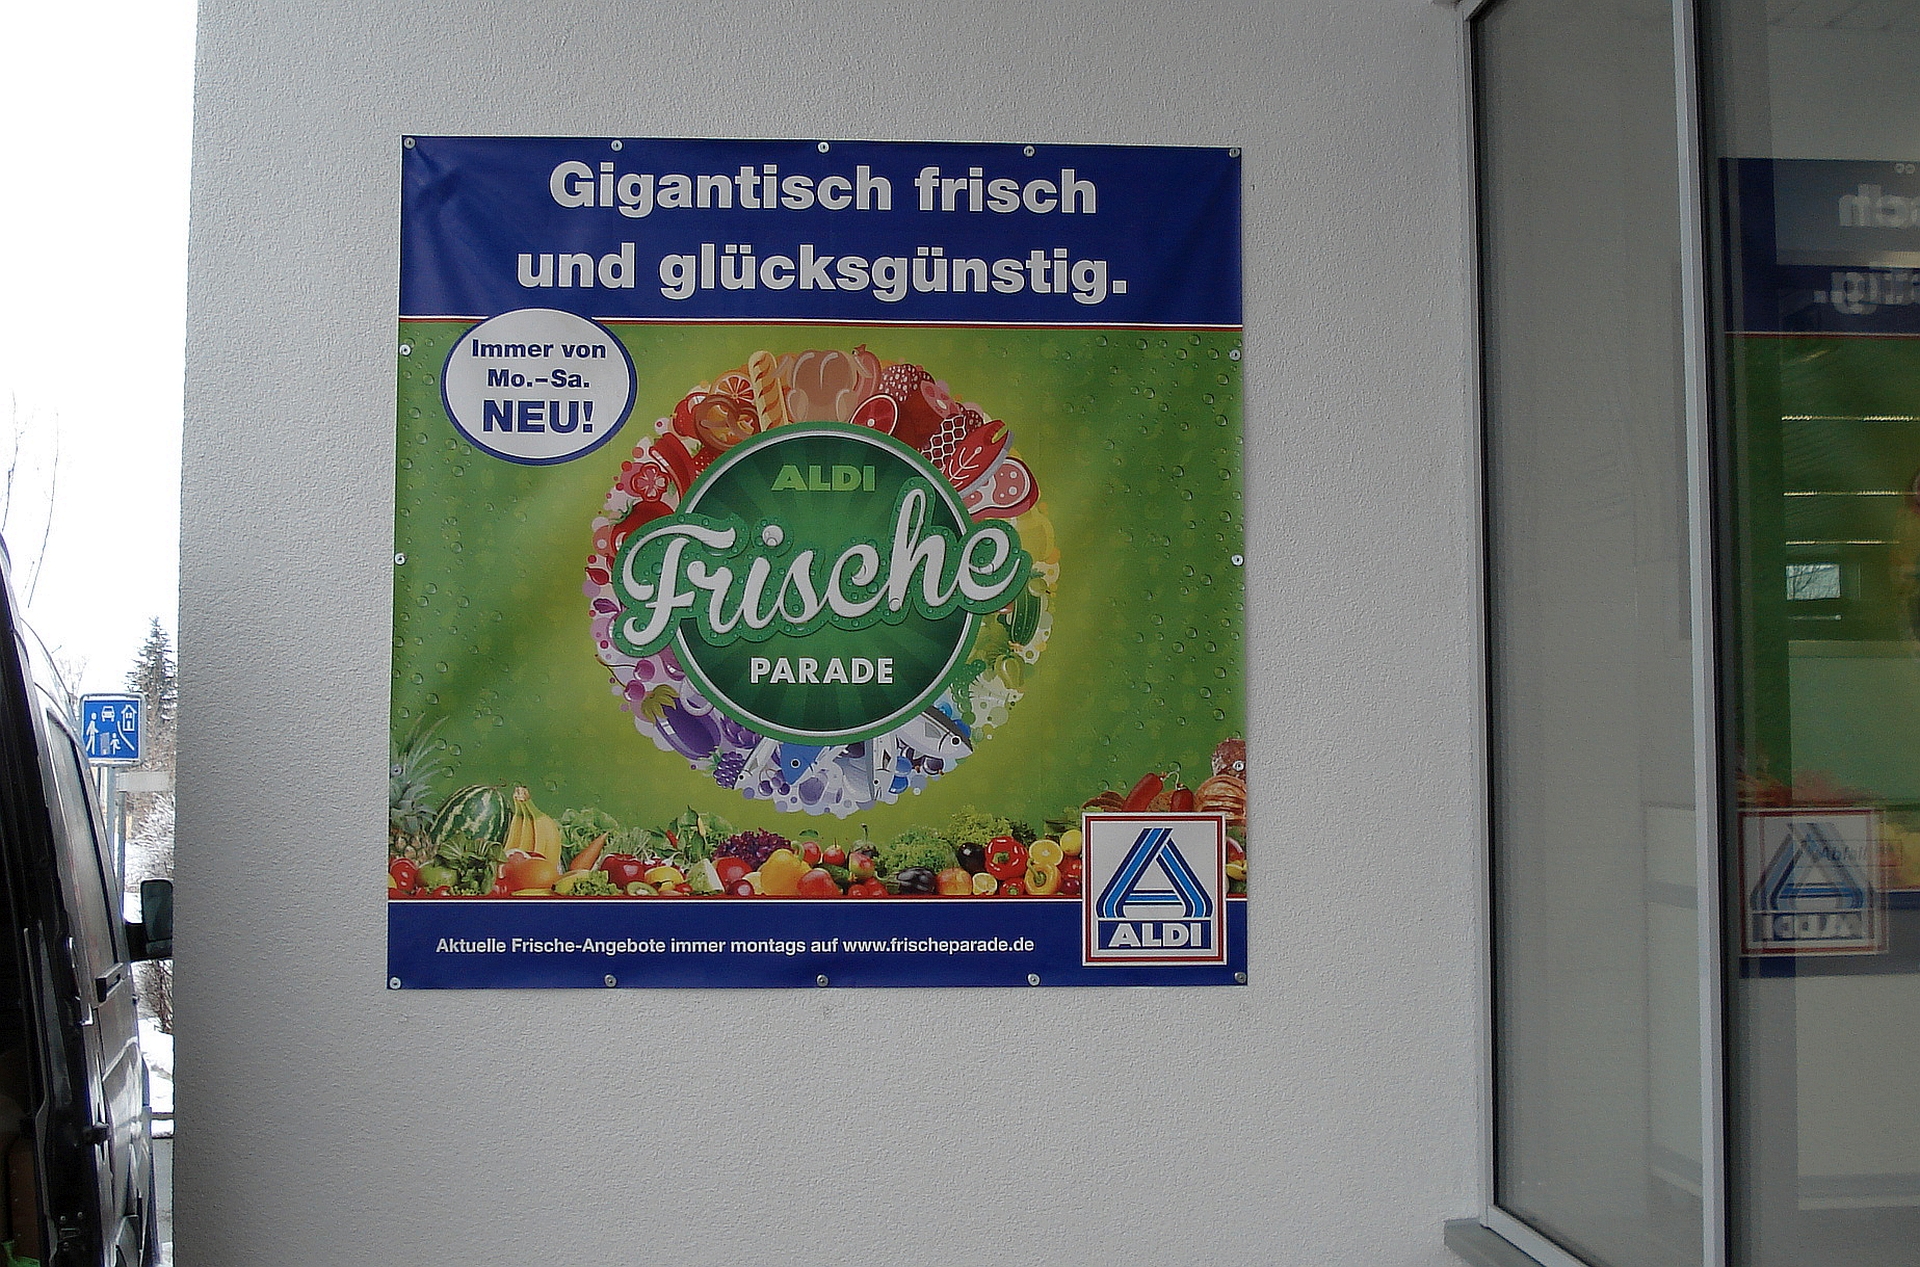 Gigantisch frisch
und glücksgünstig.
Immer von
Mo.–Sa.
NEU!
ALDI
Frische
PARADE
Aktuelle Frische-Angebote immer montags auf www.frischeparade.de
ALDI